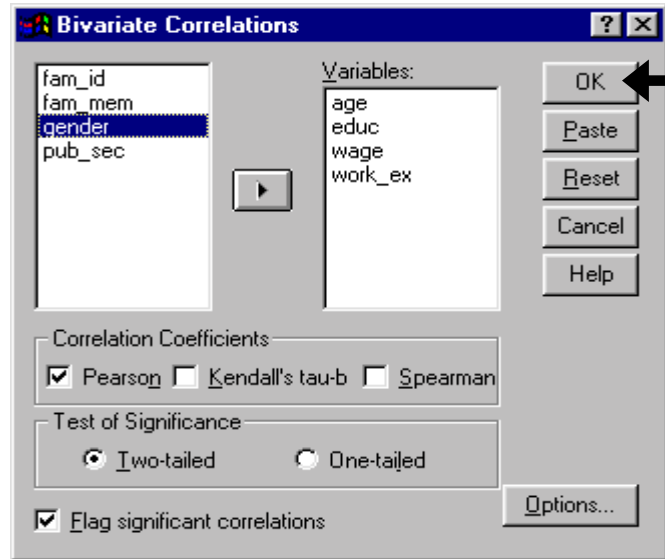 Bivariate Correlations
fam_id
fam_mem
gender
pub_sec
Variables:
age
educ
wage
work_ex
OK
Paste
Reset
Cancel
Help
Correlation Coefficients
Pearson Kendall's tau-b Spearman
Test of Significance
Two-tailed One-tailed
Flag significant correlations
Options...